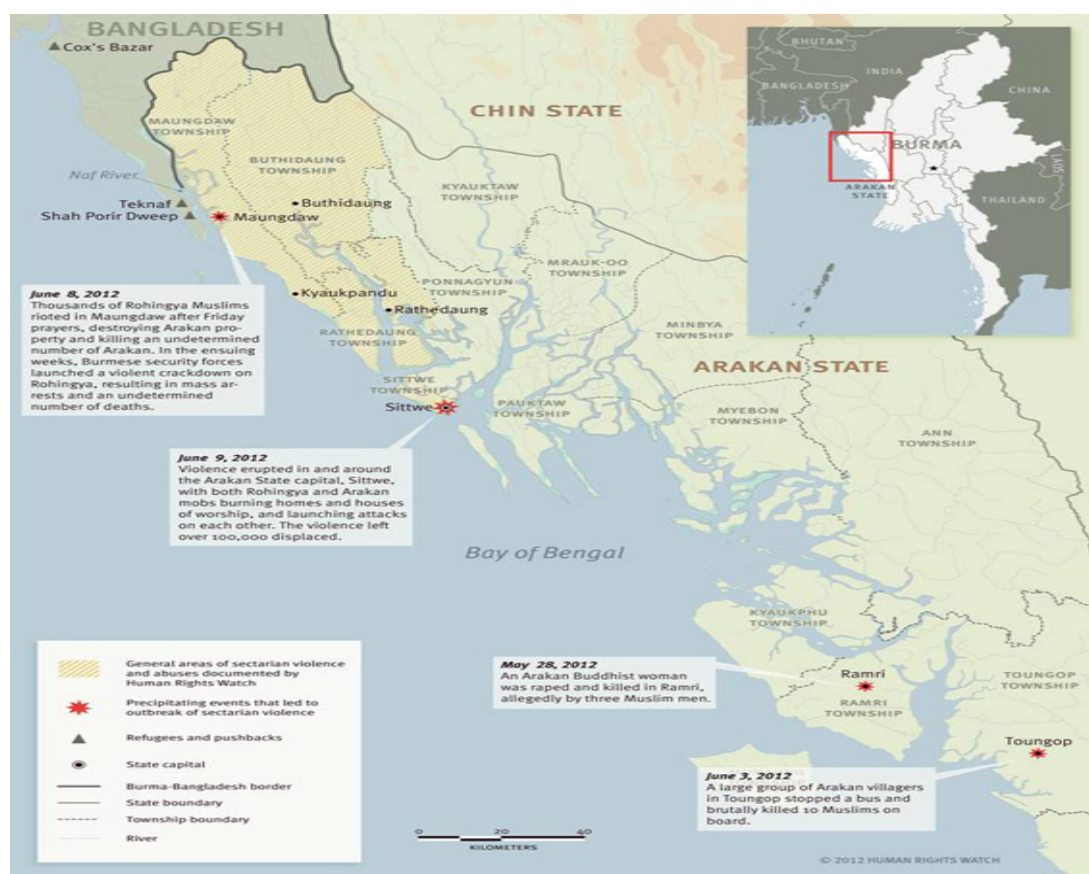 BANGLADESH
Cox's Bazar
MAUNGDAW
TOWNSHIP
BUTHIDAUNG
TOWNSHIP
Naf River
Teknaf
Shah Porir Dweep
Maungdaw
Buthidaung
CHIN STATE
KYAUKTAW
TOWNSHIP
MRAUK-OO
TOWNSHIP
PONNAGYUN
TOWNSHIP
Kyaukpandu
Rathedaung
RATHEDAUNG
TOWNSHIP
MINBYA
TOWNSHIP
ARAKAN STATE
SITTWE
TOWNSHIP
Sittwe
PAUKTAW
TOWNSHIP
MYEBON
TOWNSHIP
ANN
TOWNSHIP
BHUTAN
INDIA
BANGLADESH
CHINA
BURMA
LAOS
ARAKAN
STATE
THAILAND
June 8, 2012
Thousands of Rohingya Muslims
rioted in Maungdaw after Friday
prayers, destroying Arakan pro-
perty and killing an undetermined
number of Arakan. In the ensuing
weeks, Burmese security forces
launched a violent crackdown on
Rohingya, resulting in mass ar-
rests and an undetermined
number of deaths.
June 9, 2012
Violence erupted in and around
the Arakan State capital, Sittwe,
with both Rohingya and Arakan
mobs burning homes and houses
of worship, and launching attacks
on each other. The violence left
over 100,000 displaced.
Bay of Bengal
KYAUKPHU
TOWNSHIP
May 28, 2012
An Arakan Buddhist woman
was raped and killed in Ramri,
allegedly by three Muslim men.
Ramri
RAMRI
TOWNSHIP
TOUNGOP
TOWNSHIP
Toungop
June 3, 2012
A large group of Arakan villagers
in Toungop stopped a bus and
brutally killed 10 Muslims on
board.
General areas of sectarian violence
and abuses documented by
Human Rights Watch
Precipitating events that led to
outbreak of sectarian violence
Refugees and pushbacks
State capital
Burma-Bangladesh border
State boundary
Township boundary
River
0 20 40
KILOMETERS
© 2012 HUMAN RIGHTS WATCH